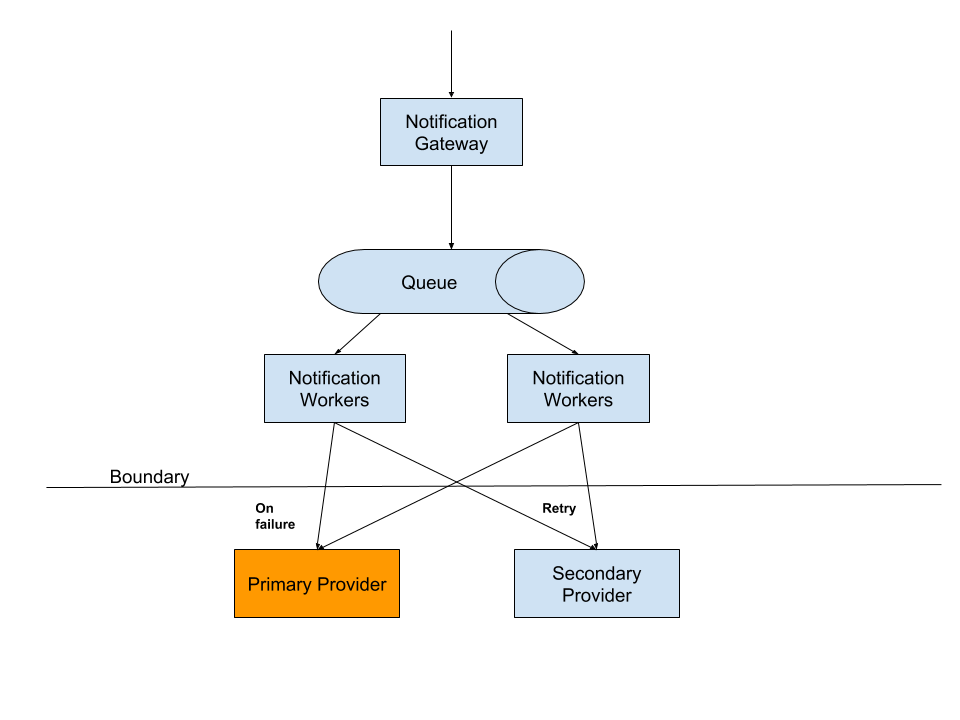 Notification
Gateway
Queue
Notification
Workers
Notification
Workers
Boundary
On
failure
Retry
Primary Provider
Secondary
Provider